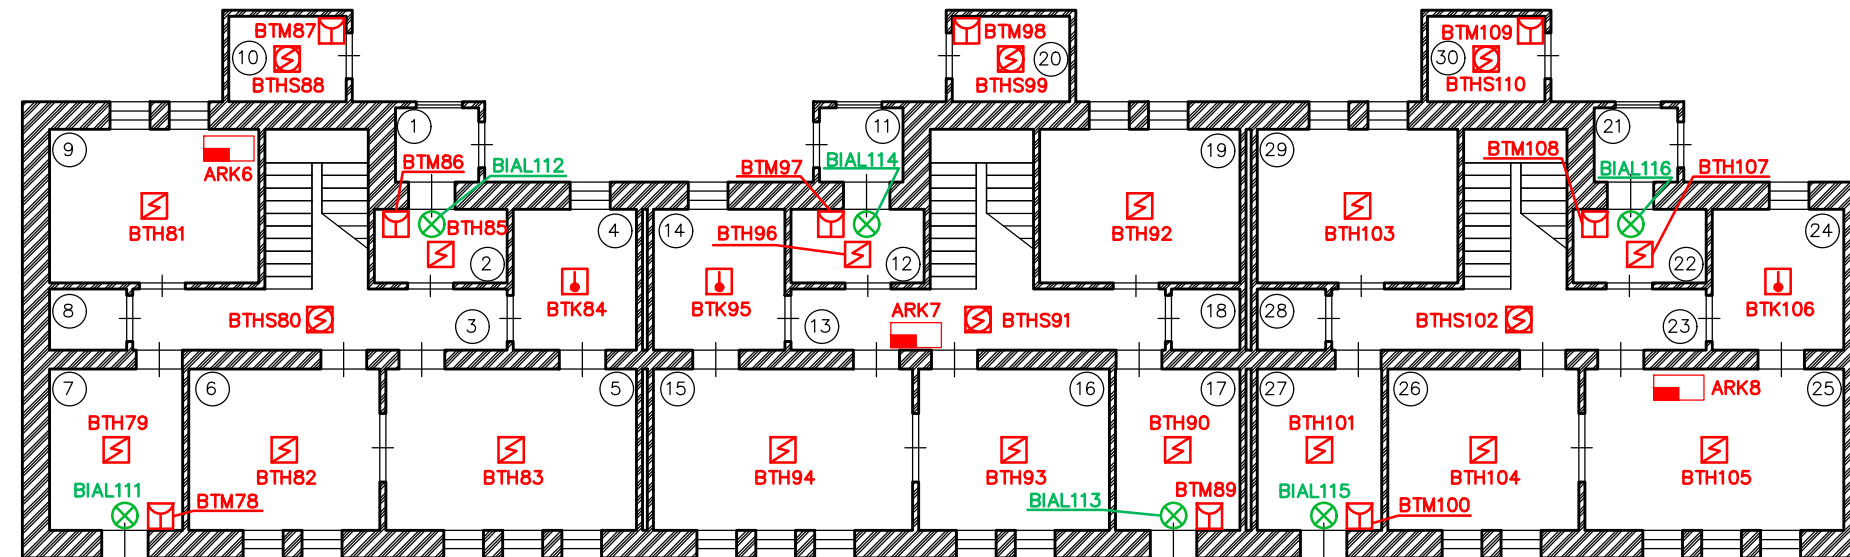 BTM87
BTM98
BTM109
10
20
30
BTHS88
BTHS99
BTHS110
1
11
21
9
19
29
ARK6
BTM86
BIAL112
BTM97
BIAL114
BTM108
BIAL116
BTH107
BTH81
BTH85
4
14
BTH96
BTH92
BTH103
24
2
12
22
BTK84
BTK95
BTK106
8
BTHS80
3
13
ARK7
BTHS91
18
28
BTHS102
23
7
6
5
15
16
17
27
26
ARK8
25
BTH79
BTH82
BTH83
BTH94
BTH93
BTH90
BTH101
BTH104
BTH105
BIAL111
BTM78
BIAL113
BTM89
BIAL115
BTM100